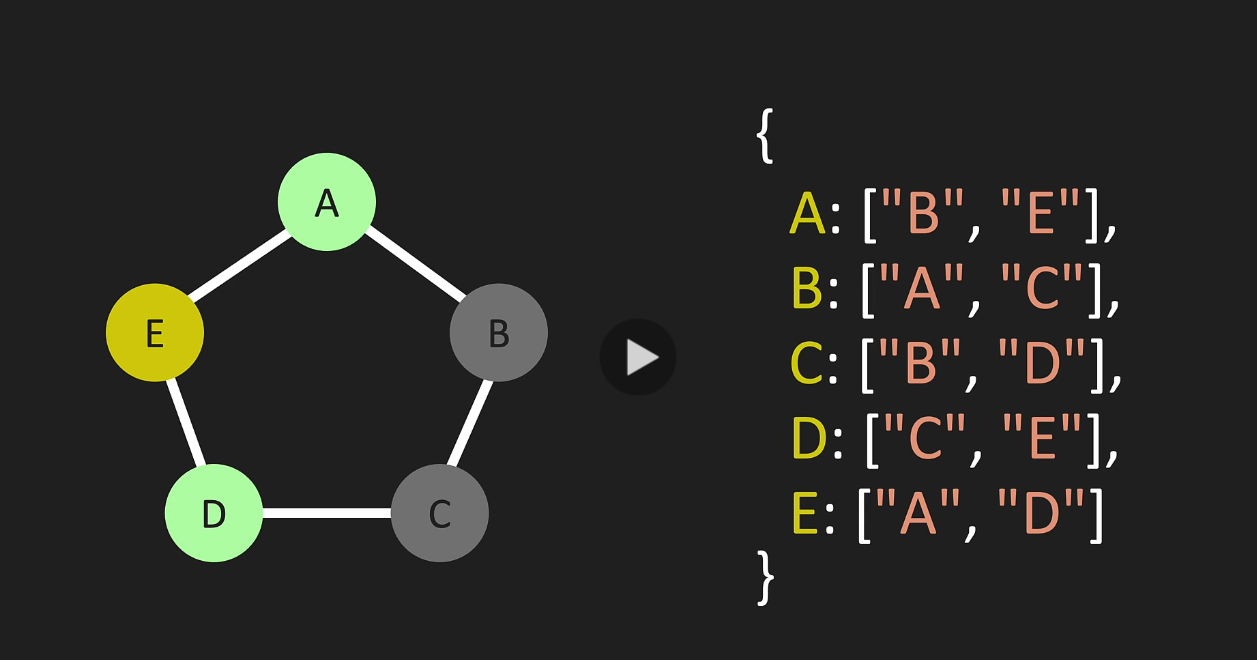 A
E
B
D
C
{
A: ["B", "E"],
B: ["A", "C"],
C: ["B", "D"],
D: ["C", "E"],
E: ["A", "D"]
}